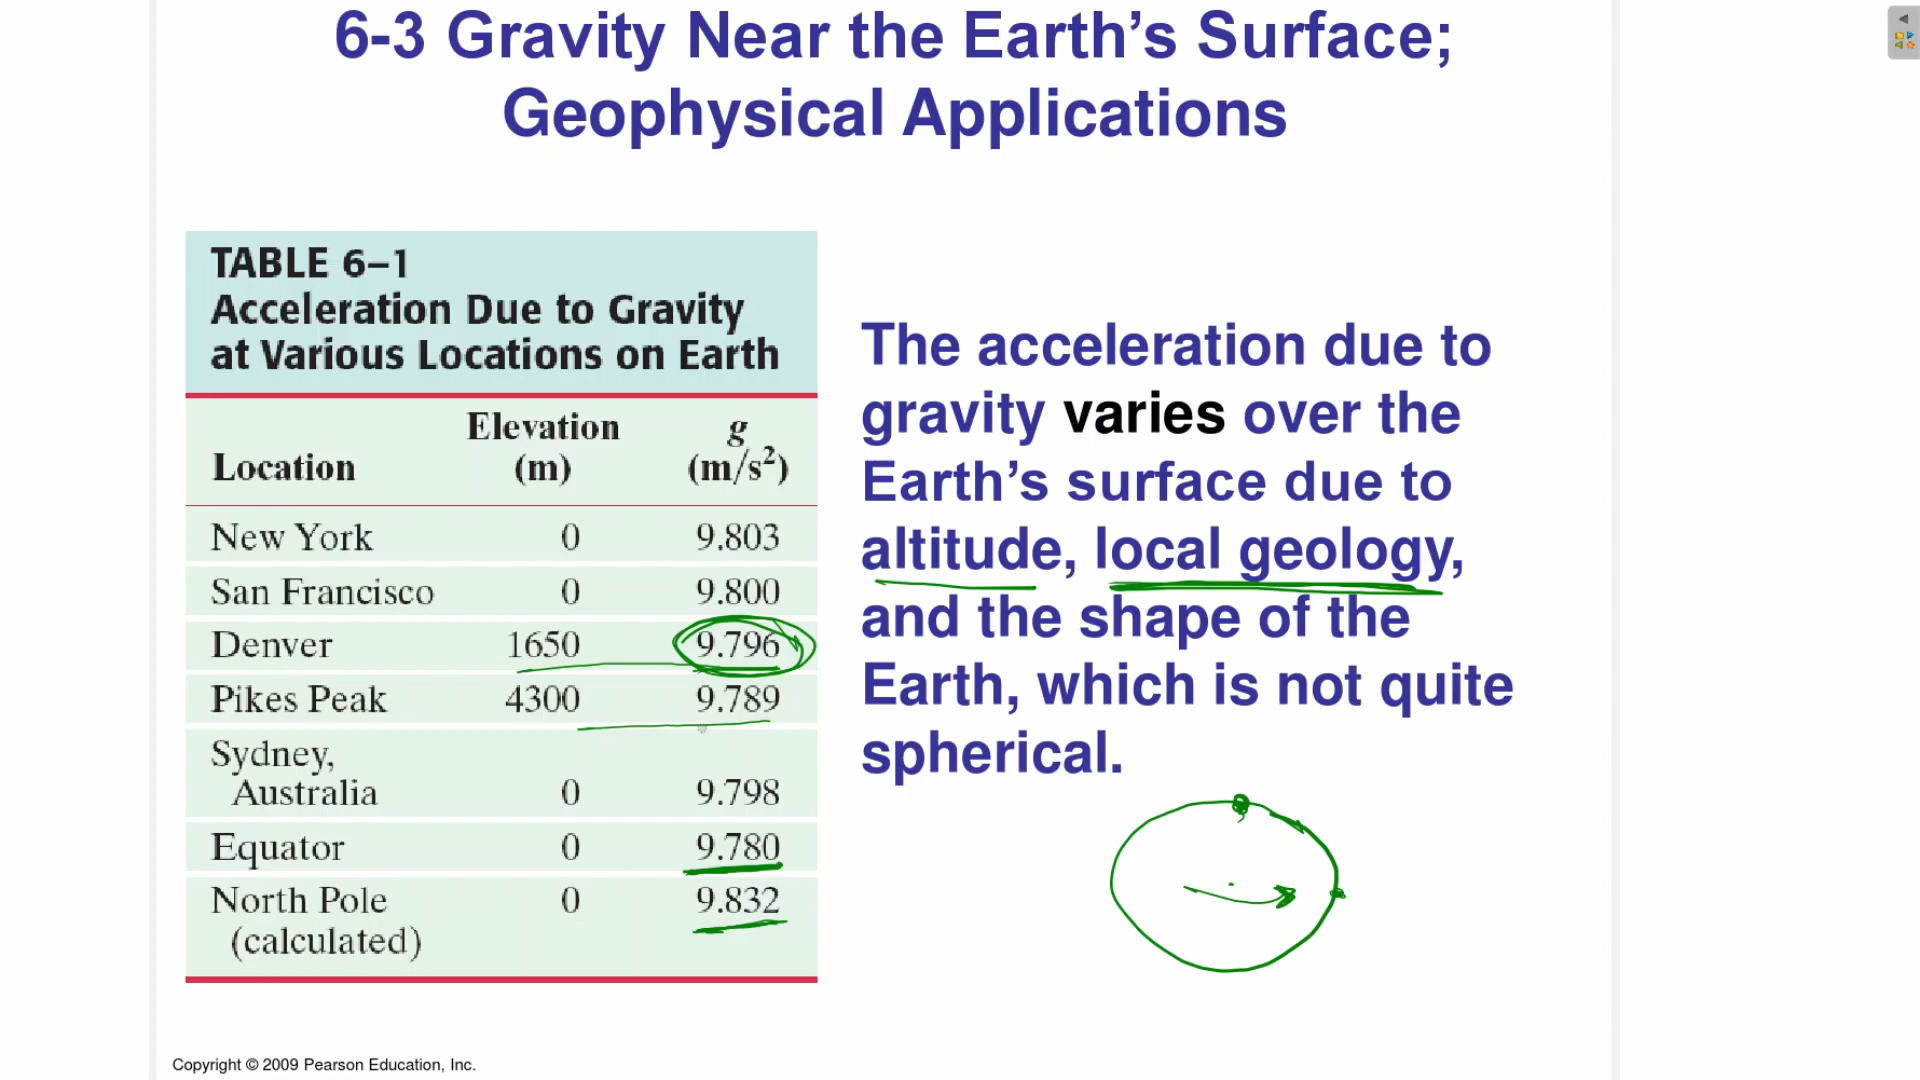 6-3 Gravity Near the Earth’s Surface;
Geophysical Applications
TABLE 6–1
Acceleration Due to Gravity
at Various Locations on Earth
Location Elevation (m) g (m/s²)
New York 0 9.803
San Francisco 0 9.800
Denver 1650 9.796
Pikes Peak 4300 9.789
Sydney,
Australia 0 9.798
Equator 0 9.780
North Pole 0 9.832
(calculated)
The acceleration due to
gravity varies over the
Earth’s surface due to
altitude, local geology,
and the shape of the
Earth, which is not quite
spherical.
Copyright © 2009 Pearson Education, Inc.